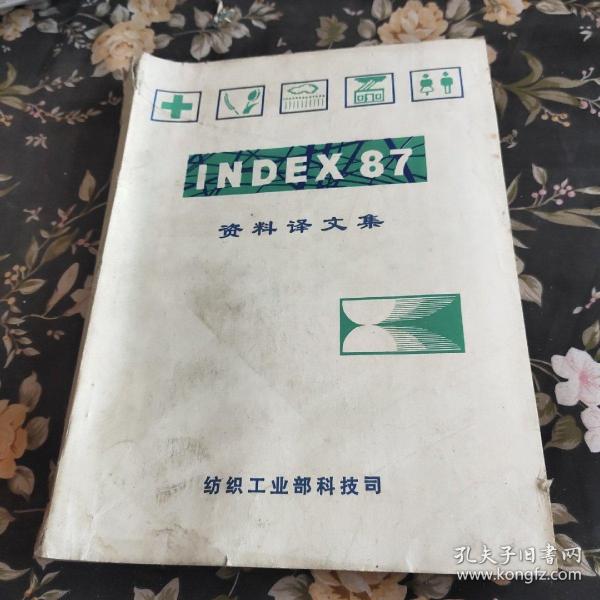 INDEX 87
资料译文集
纺织工业部科技司
孔夫子旧书网
www.kongfz.com